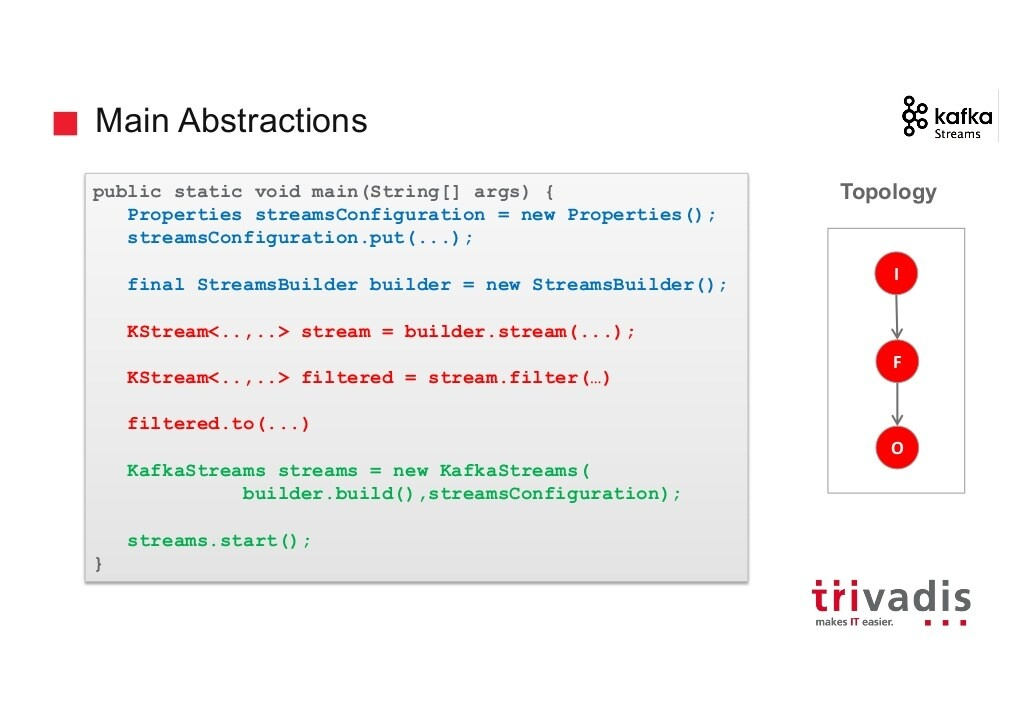 Main Abstractions
kafka
Streams
public static void main(String[] args) {
Properties streamsConfiguration = new Properties();
streamsConfiguration.put(...);
final StreamsBuilder builder = new StreamsBuilder();
KStream<..,..> stream = builder.stream(...);
KStream<..,..> filtered = stream.filter(…)
filtered.to(...)
KafkaStreams streams = new KafkaStreams(
builder.build(),streamsConfiguration);
streams.start();
}
Topology
I
F
O
trivadis
makes IT easier.